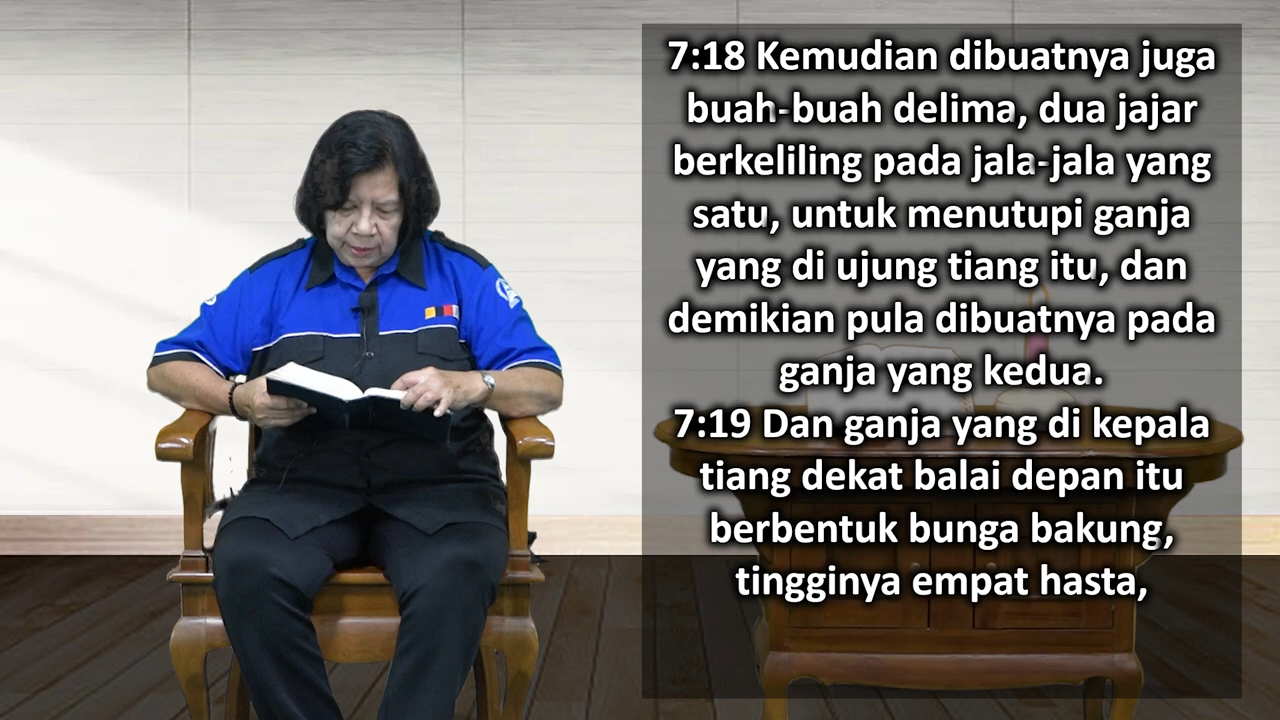 7:18 Kemudian dibuatnya juga
buah-buah delima, dua jajar
berkeliling pada jala-jala yang
satu, untuk menutupi ganja
yang di ujung tiang itu, dan
demikian pula dibuatnya pada
ganja yang kedua.
7:19 Dan ganja yang di kepala
tiang dekat balai depan itu
berbentuk bunga bakung,
tingginya empat hasta,